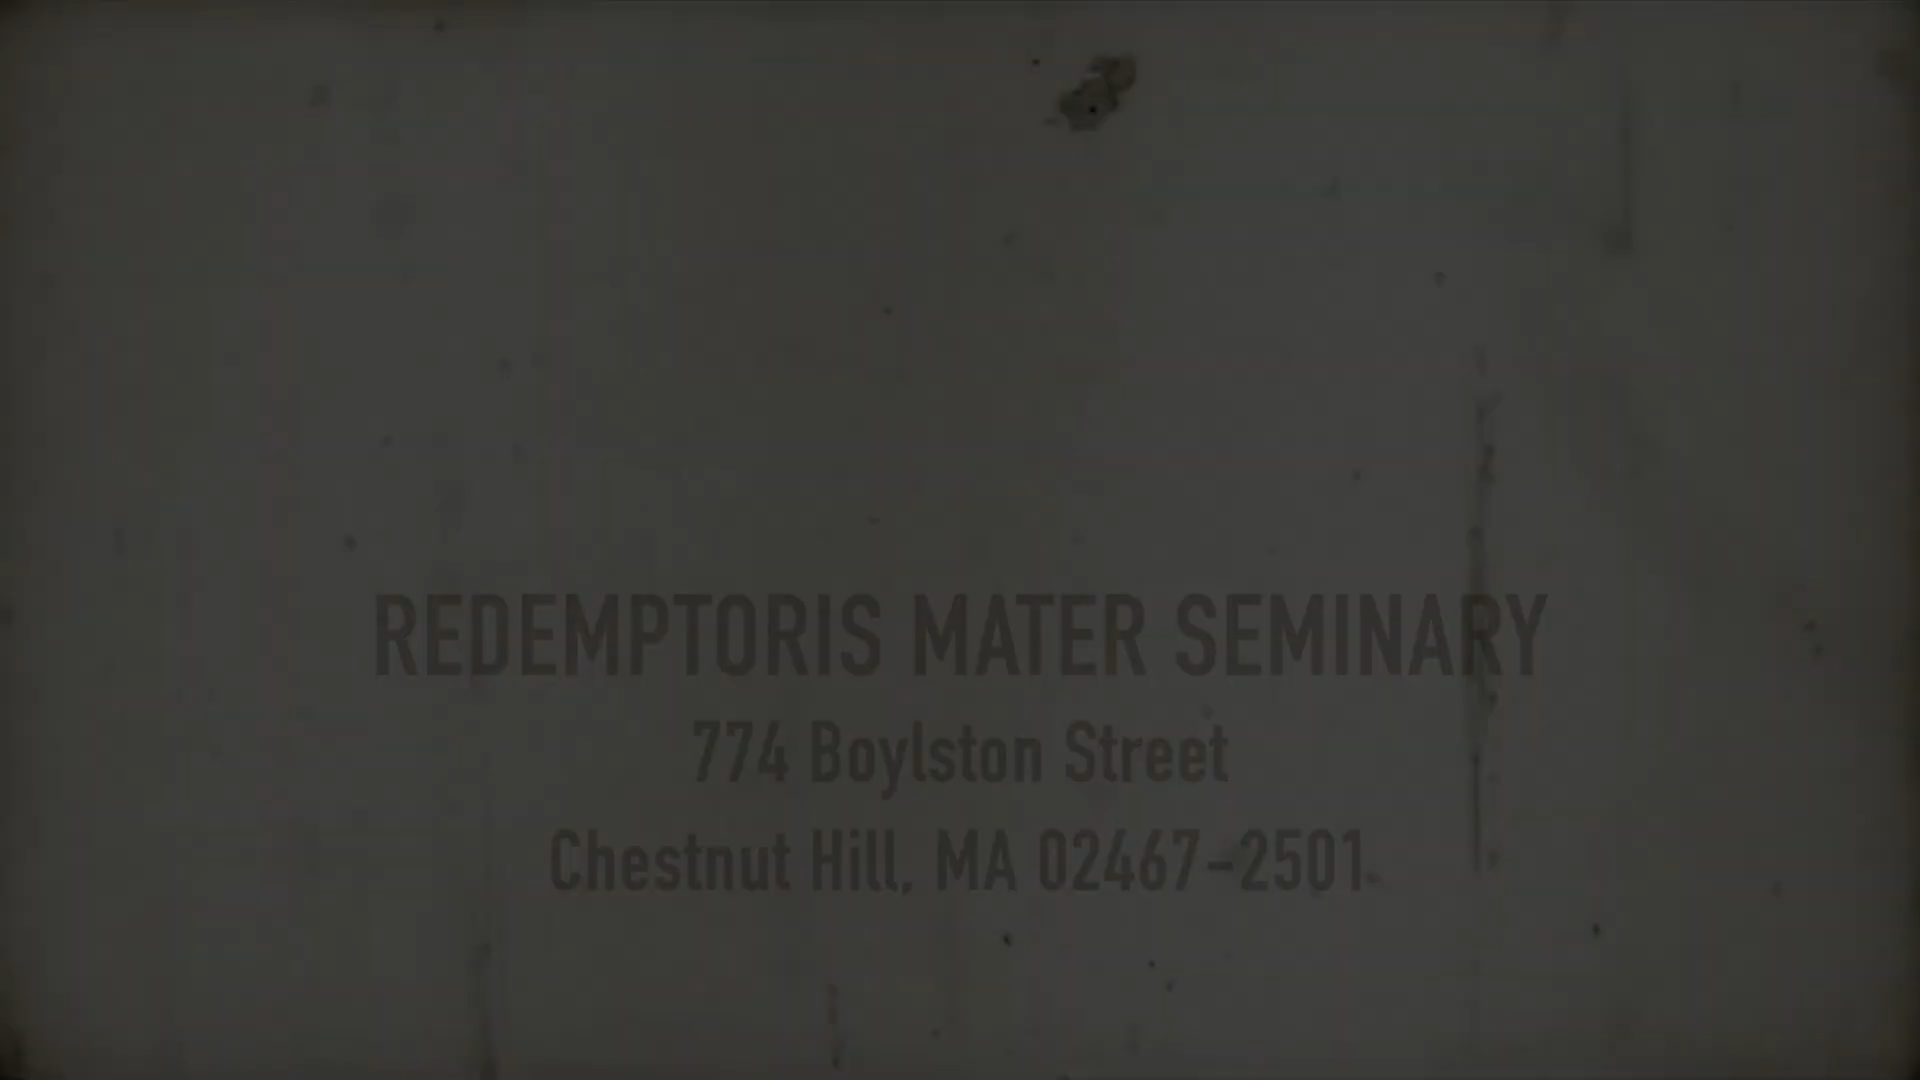 REDEMPTORIS MATER SEMINARY
774 Boylston Street
Chestnut Hill, MA 02467-2501